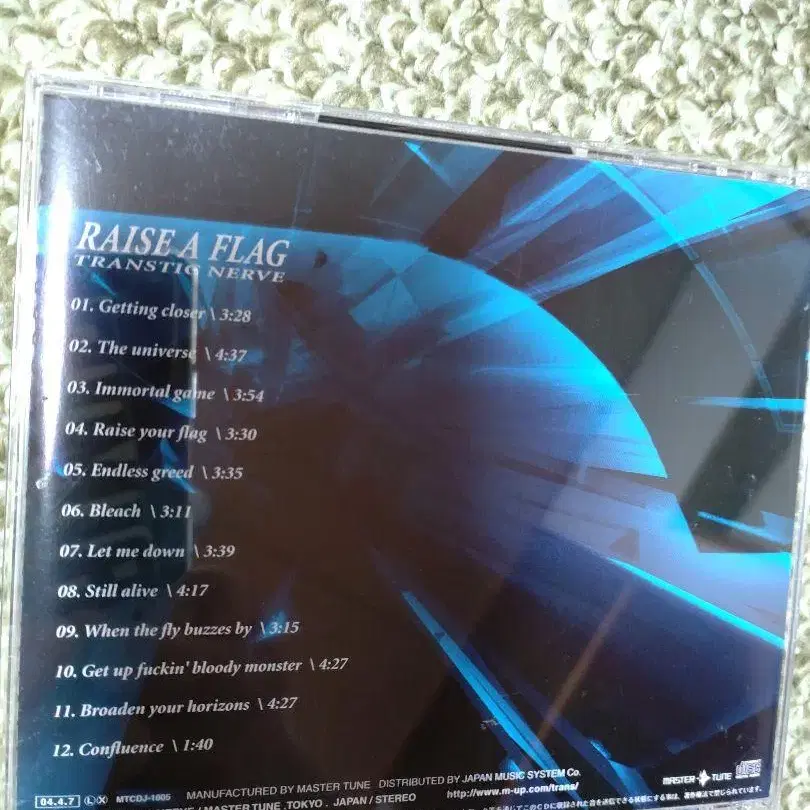 RAISE A FLAG
TRANSTIC NERVE
01. Getting closer \ 3:28
02. The universe \ 4:37
03. Immortal game \ 3:54
04. Raise your flag \ 3:30
05. Endless greed \ 3:35
06. Bleach \ 3:11
07. Let me down \ 3:39
08. Still alive \ 4:17
09. When the fly buzzes by \ 3:15
10. Get up fuckin' bloody monster \ 4:27
11. Broaden your horizons \ 4:27
12. Confluence \ 1:40
04.4.7 Ⓛ Ⓧ MTCDJ-1005 MANUFACTURED BY MASTER TUNE DISTRIBUTED BY JAPAN MUSIC SYSTEM Co.
/ MASTER TUNE .TOKYO . JAPAN / STEREO http://www.m-up.com/trans/
MASTER TUNE
disc